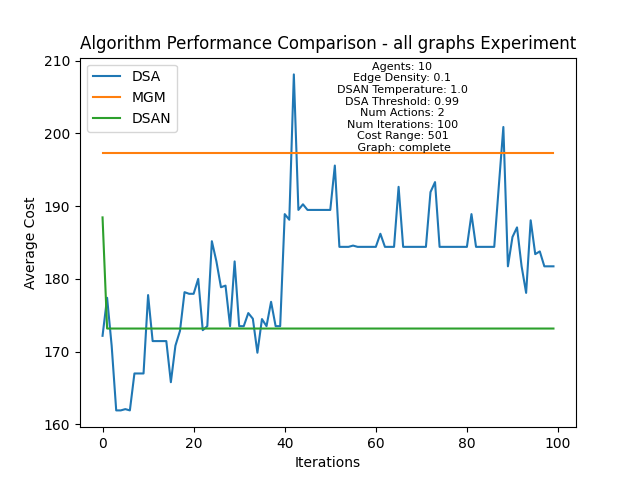 Algorithm Performance Comparison - all graphs Experiment
DSA
MGM
DSAN
Agents: 10
Edge Density: 0.1
DSAN Temperature: 1.0
DSA Threshold: 0.99
Num Actions: 2
Num Iterations: 100
Cost Range: 501
Graph: complete
Average Cost
210
200
190
180
170
160
0 20 40 60 80 100
Iterations